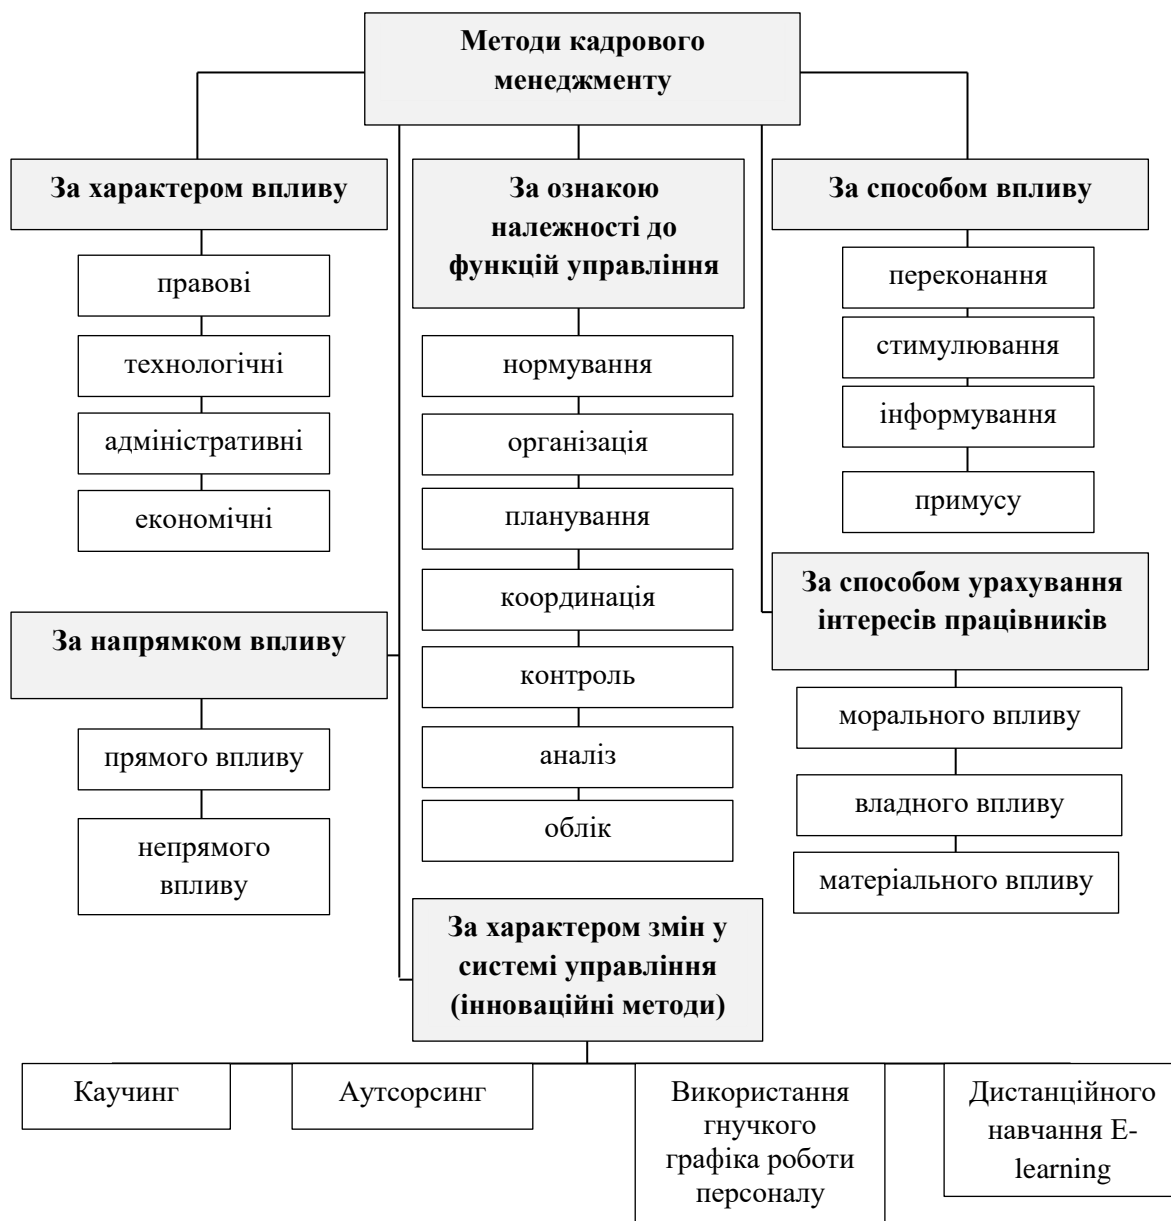 Методи кадрового
менеджменту
За характером впливу
правові
технологічні
адміністративні
економічні
За напрямком впливу
прямого впливу
непрямого
впливу
За ознакою
належності до
функцій управління
нормування
організація
планування
координація
контроль
аналіз
облік
За способом впливу
переконання
стимулювання
інформування
примусу
За способом урахування
інтересів працівників
морального впливу
владного впливу
матеріального впливу
За характером змін у
системі управління
(інноваційні методи)
Каучинг
Аутсорсинг
Використання
гнучкого
графіка роботи
персоналу
Дистанційного
навчання E-
learning